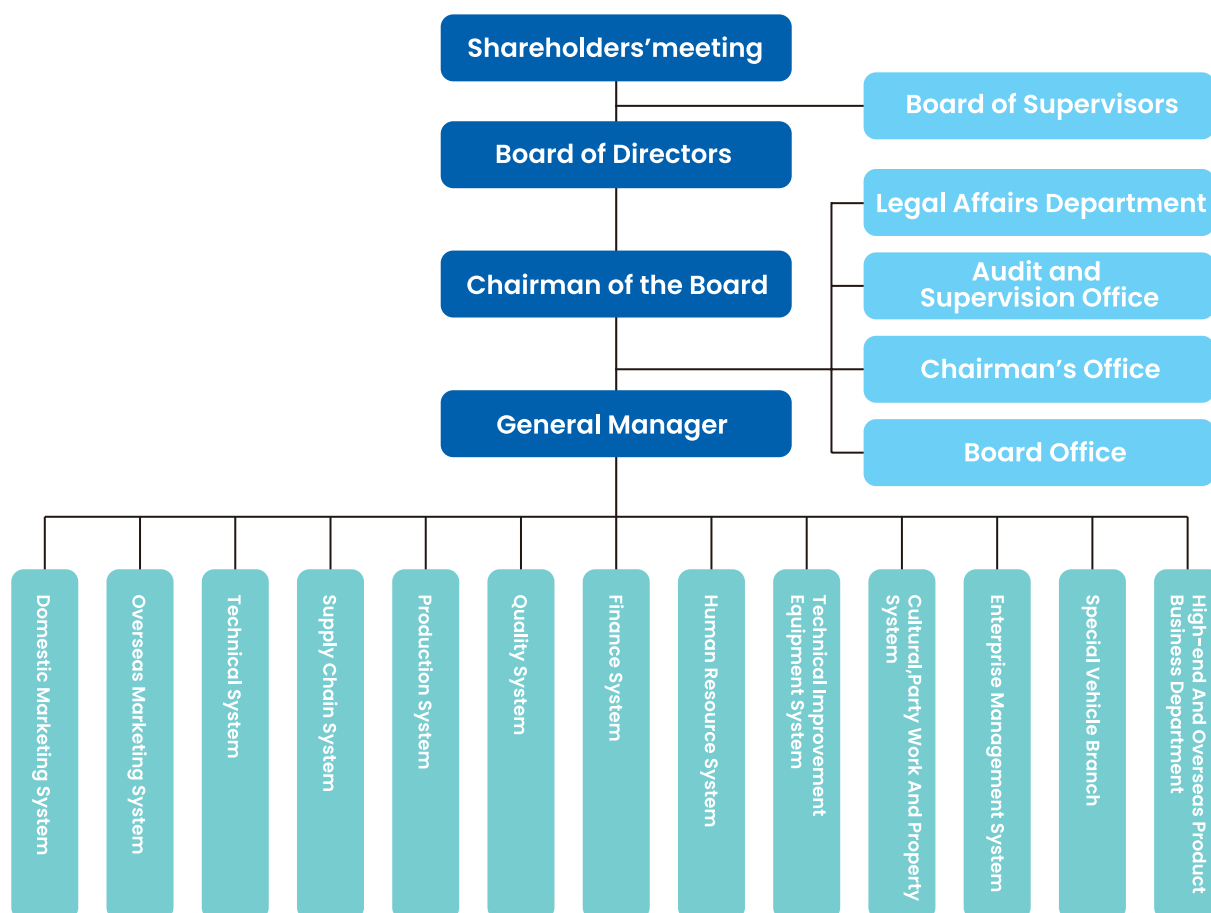 Shareholders’meeting
Board of Supervisors
Board of Directors
Legal Affairs Department
Audit and
Supervision Office
Chairman of the Board
Chairman’s Office
General Manager
Board Office
Domestic Marketing System
Overseas Marketing System
Technical System
Supply Chain System
Production System
Quality System
Finance System
Human Resource System
Technical Improvement
Equipment System
Cultural,Party Work And Property
System
Enterprise Management System
Special Vehicle Branch
High-end And Overseas Product
Business Department